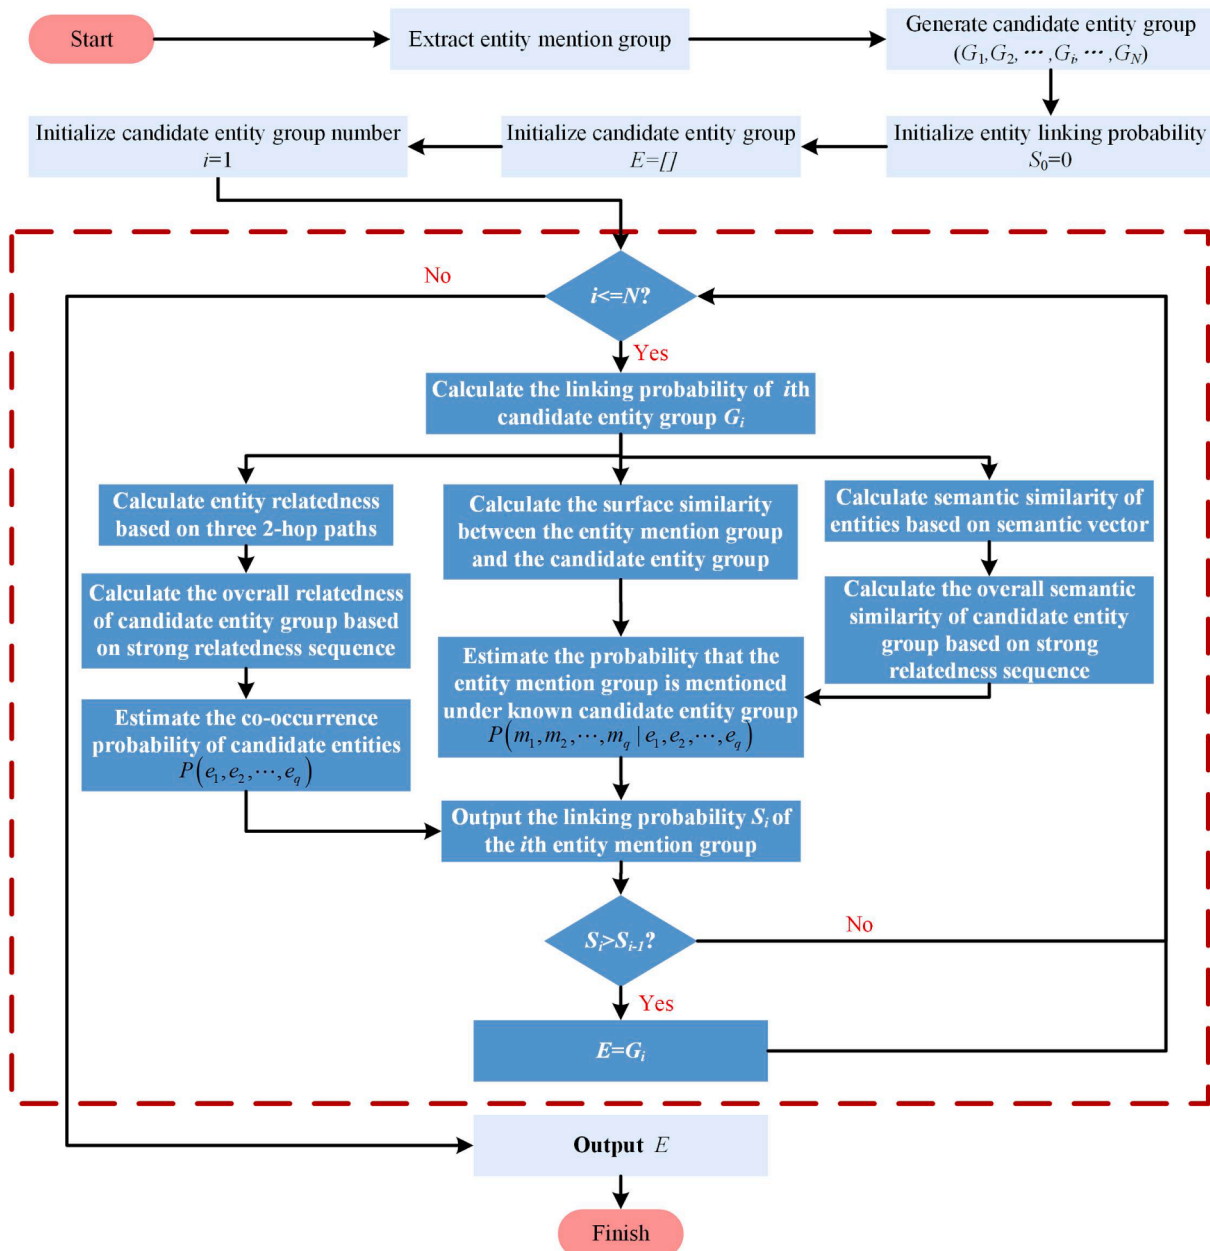 Start
Extract entity mention group
Generate candidate entity group
(G₁,G₂, ⋯ ,Gᵢ, ⋯ ,G_N)
Initialize candidate entity group number
i=1
Initialize candidate entity group
E=[]
Initialize entity linking probability
S₀=0
i<=N?
No
Yes
Calculate the linking probability of ith
candidate entity group Gᵢ
Calculate entity relatedness
based on three 2-hop paths
Calculate the overall relatedness
of candidate entity group based
on strong relatedness sequence
Estimate the co-occurrence
probability of candidate entities
P(e₁,e₂,⋯,e_q)
Calculate the surface similarity
between the entity mention group
and the candidate entity group
Estimate the probability that the
entity mention group is mentioned
under known candidate entity group
P(m₁,m₂,⋯,m_q | e₁,e₂,⋯,e_q)
Calculate semantic similarity of
entities based on semantic vector
Calculate the overall semantic
similarity of candidate entity
group based on strong
relatedness sequence
Output the linking probability Sᵢ of
the ith entity mention group
Sᵢ>Sᵢ₋₁?
No
Yes
E=Gᵢ
Output E
Finish